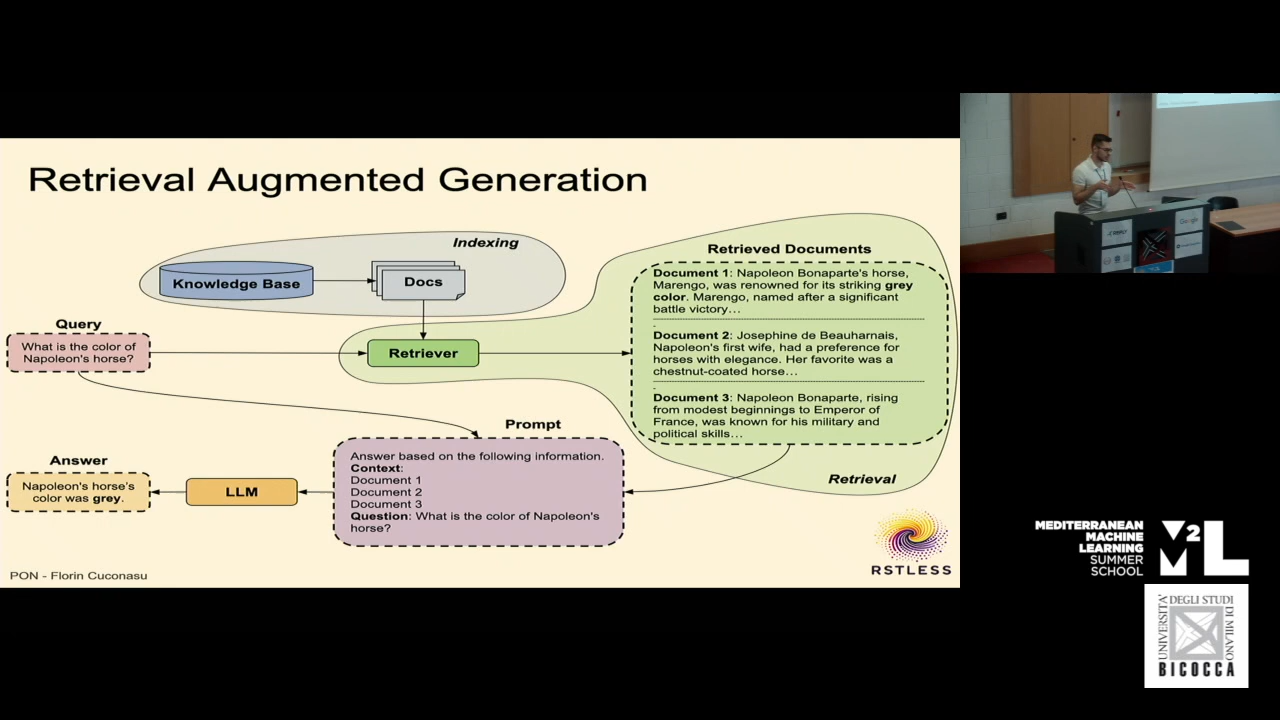 Retrieval Augmented Generation
Indexing
Knowledge Base
Docs
Query
What is the color of
Napoleon's horse?
Retriever
Retrieved Documents
Document 1: Napoleon Bonaparte's horse,
Marengo, was renowned for its striking grey
color. Marengo, named after a significant
battle victory…
Document 2: Josephine de Beauharnais,
Napoleon's first wife, had a preference for
horses with elegance. Her favorite was a
chestnut-coated horse…
Document 3: Napoleon Bonaparte, rising
from modest beginnings to Emperor of
France, was known for his military and
political skills…
Retrieval
Prompt
Answer based on the following information.
Context:
Document 1
Document 2
Document 3
Question: What is the color of Napoleon's
horse?
LLM
Answer
Napoleon's horse's
color was grey.
RSTLESS
PON - Florin Cuconasu
Google
MEDITERRANEAN
MACHINE
LEARNING
SUMMER
SCHOOL
M2L
UNIVERSITA'
DEGLI STUDI
DI MILANO
BICOCCA